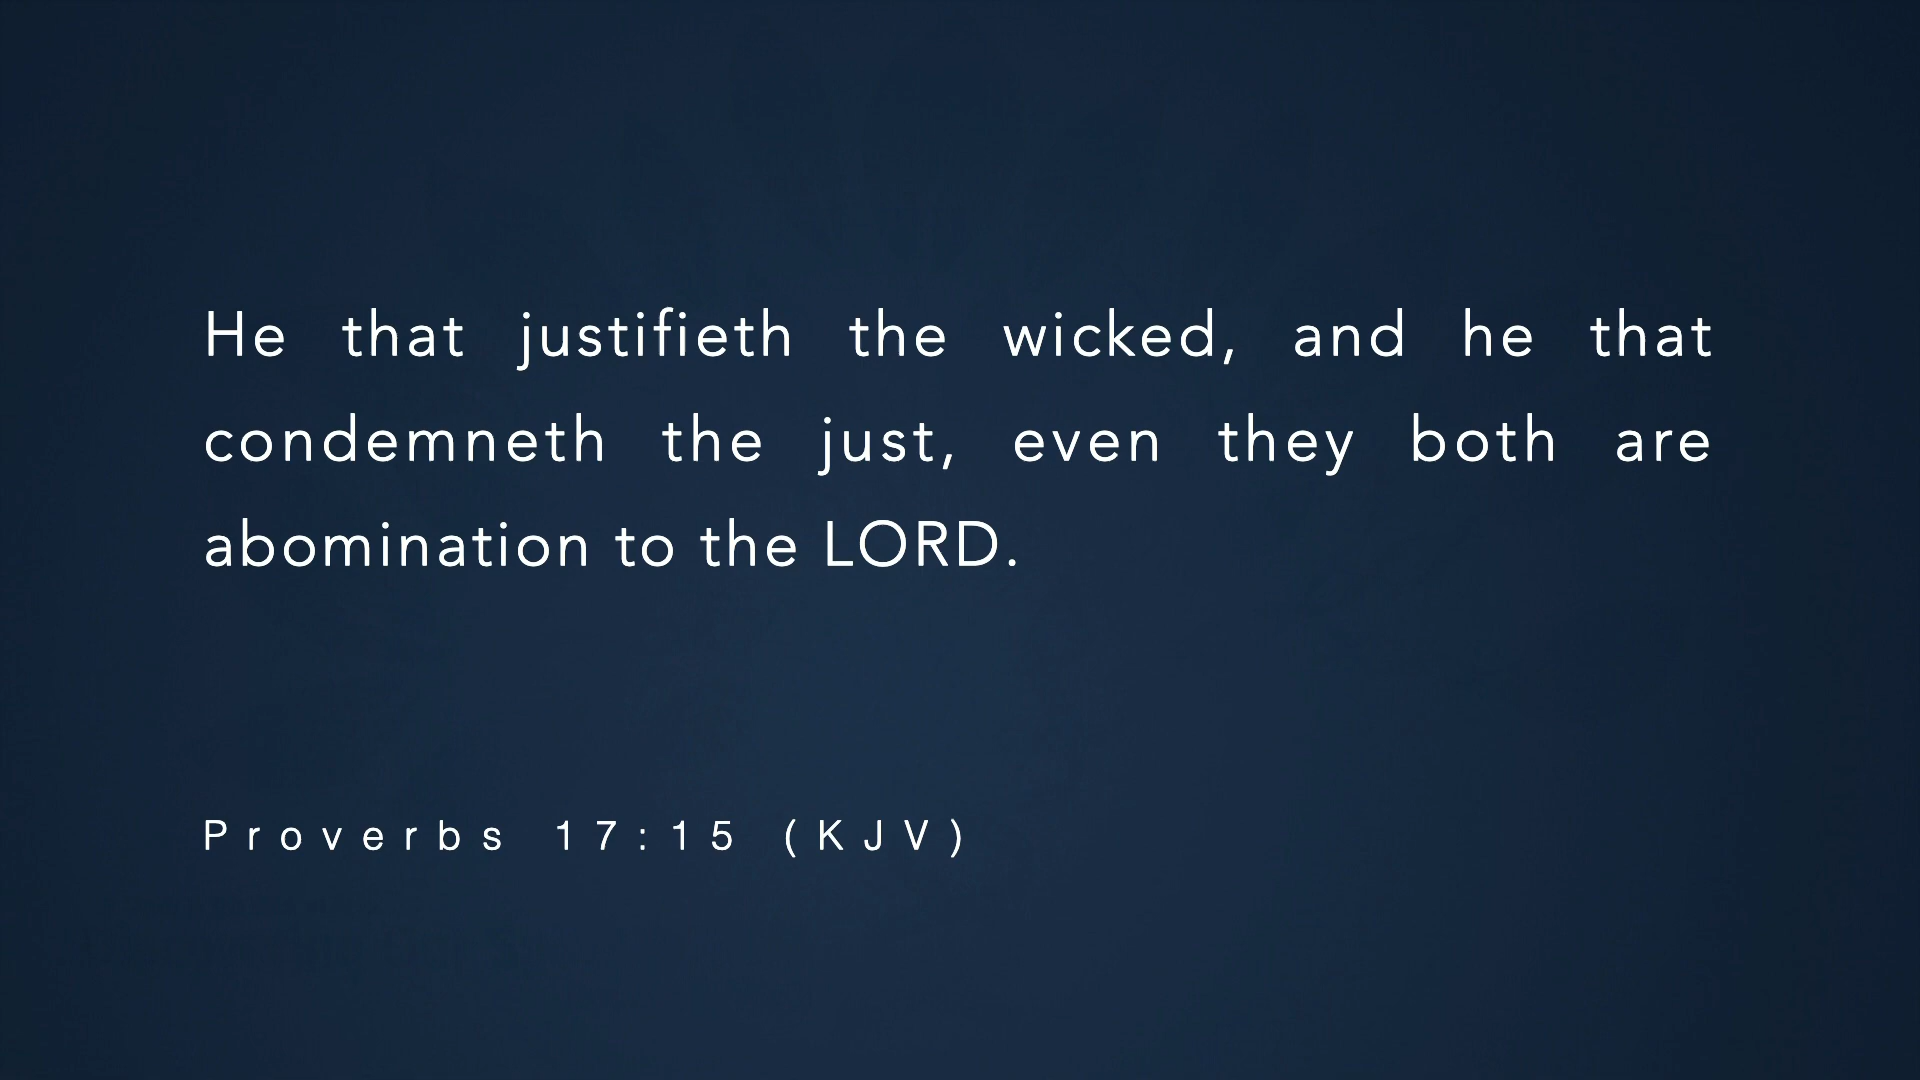 He that justifieth the wicked, and he that
condemneth the just, even they both are
abomination to the LORD.
Proverbs 17:15 (KJV)